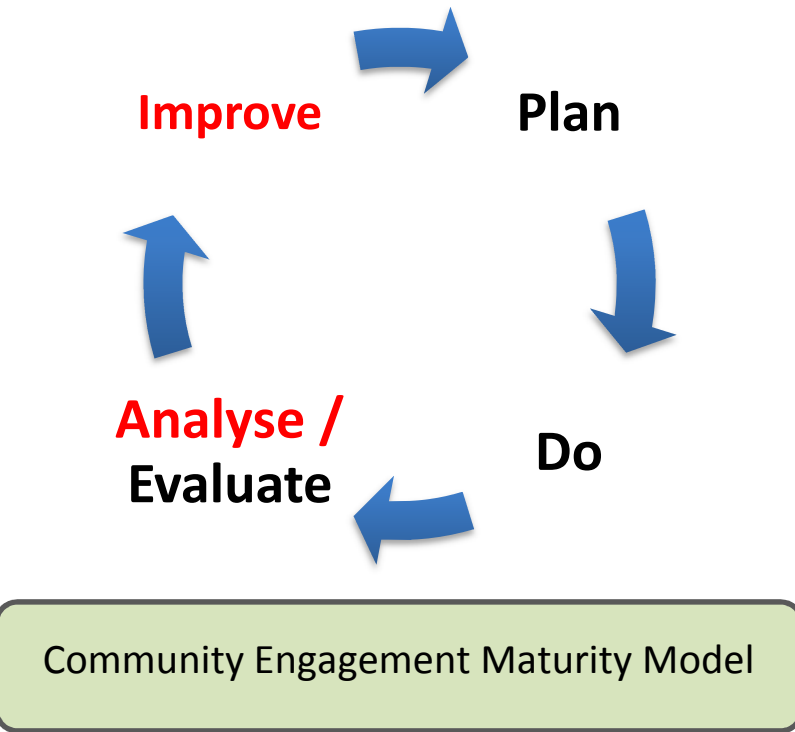 Improve
Plan
Analyse /
Evaluate
Do
Community Engagement Maturity Model